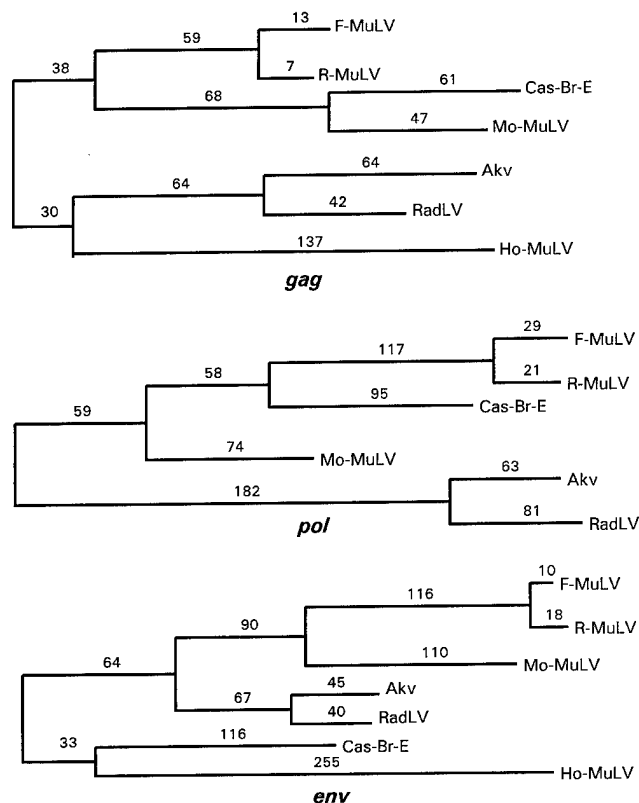 13
F-MuLV
59
38
7
R-MuLV
61
Cas-Br-E
68
47
Mo-MuLV
64
Akv
64
42
RadLV
30
137
Ho-MuLV
gag
29
F-MuLV
117
58
21
R-MuLV
95
Cas-Br-E
59
74
Mo-MuLV
63
Akv
182
81
RadLV
pol
10
F-MuLV
116
18
R-MuLV
90
110
Mo-MuLV
64
45
Akv
67
40
RadLV
116
Cas-Br-E
33
255
Ho-MuLV
env